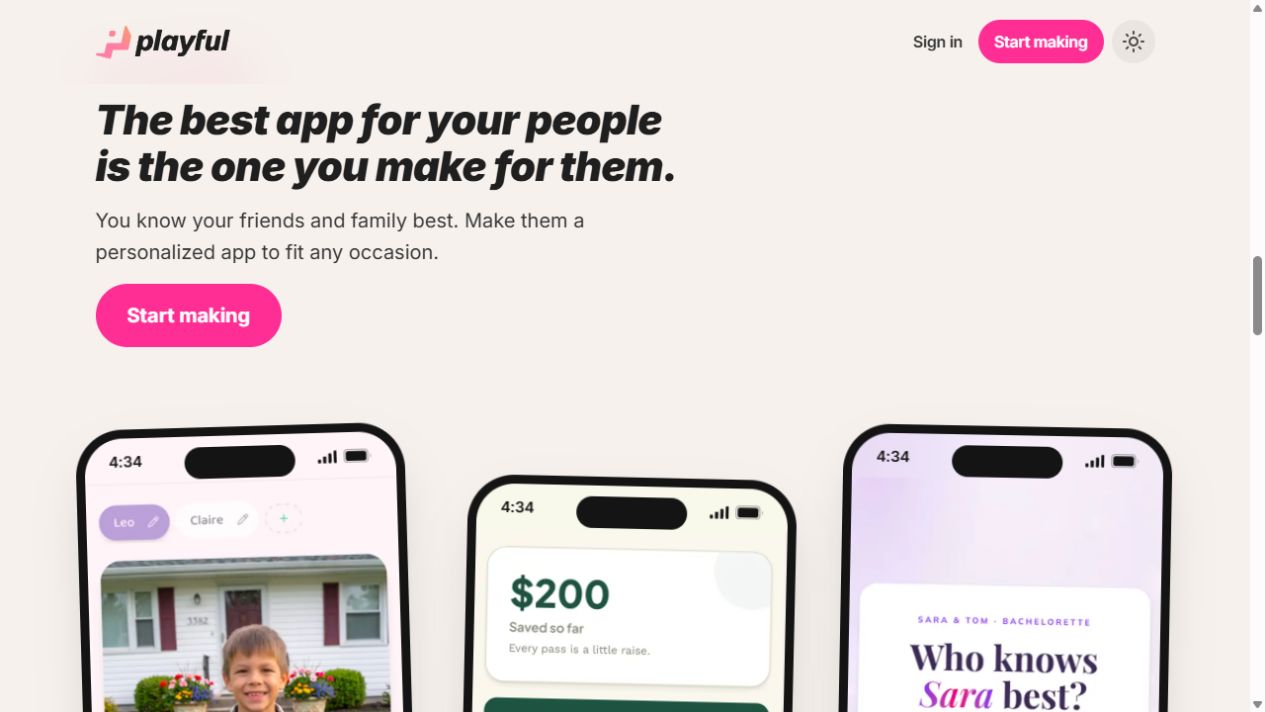 playful
Sign in
Start making
The best app for your people
is the one you make for them.
You know your friends and family best. Make them a
personalized app to fit any occasion.
Start making
4:34
Leo
Claire
+
3382
4:34
$200
Saved so far
Every pass is a little raise.
4:34
SARA & TOM · BACHELORETTE
Who knows
Sara best?